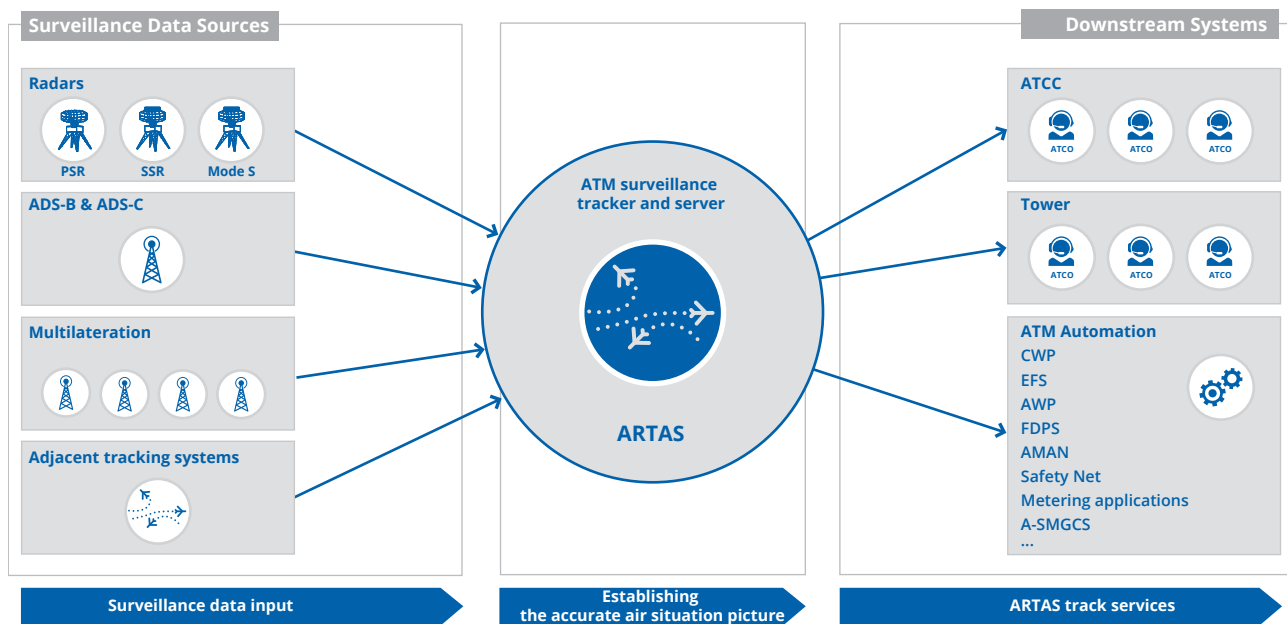 Surveillance Data Sources
Radars
PSR
SSR
Mode S
ADS-B & ADS-C
Multilateration
Adjacent tracking systems
Surveillance data input
ATM surveillance
tracker and server
ARTAS
Establishing
the accurate air situation picture
Downstream Systems
ATCC
ATCO
ATCO
ATCO
Tower
ATCO
ATCO
ATCO
ATM Automation
CWP
EFS
AWP
FDPS
AMAN
Safety Net
Metering applications
A-SMGCS
...
ARTAS track services